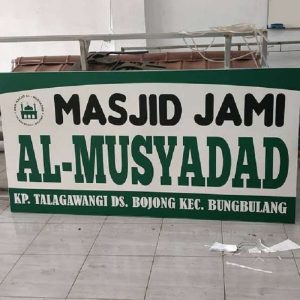 MASJID JAMI
AL-MUSYADAD
KP. TALAGAWANGI DS. BOJONG KEC. BUNGBULANG